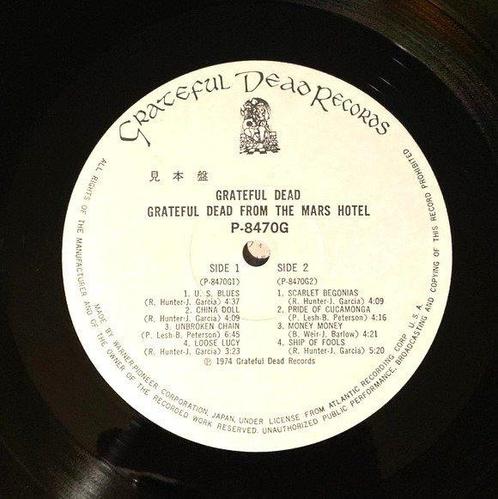 GRATEFUL DEAD RECORDS
見本盤
GRATEFUL DEAD
GRATEFUL DEAD FROM THE MARS HOTEL
P-8470G
SIDE 1
(P-8470G1)
1. U. S. BLUES
(R. Hunter-J. Garcia) 4:37
2. CHINA DOLL
(R. Hunter-J. Garcia) 4:09
3. UNBROKEN CHAIN
(P. Lesh-B. Peterson) 6:45
4. LOOSE LUCY
(R. Hunter-J. Garcia) 3:23
SIDE 2
(P-8470G2)
1. SCARLET BEGONIAS
(R. Hunter-J. Garcia) 4:09
2. PRIDE OF CUCAMONGA
(P. Lesh-B. Peterson) 4:16
3. MONEY MONEY
(B. Weir-J. Barlow) 4:21
4. SHIP OF FOOLS
(R. Hunter-J. Garcia) 5:20
Ⓟ 1974 Grateful Dead Records
MADE BY WARNER-PIONEER CORPORATION, JAPAN, UNDER LICENSE FROM ATLANTIC RECORDING CORP. U. S. A.
ALL RIGHTS OF THE MANUFACTURER AND OF THE OWNER OF THE RECORDED WORK RESERVED. UNAUTHORIZED PUBLIC PERFORMANCE, BROADCASTING AND COPYING OF THIS RECORD PROHIBITED